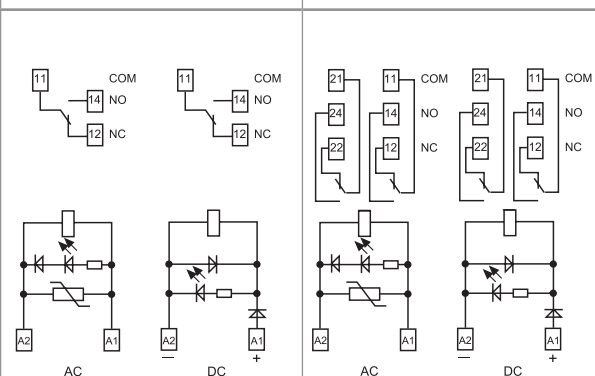 11 COM 11 COM 21 11 COM 21 11 COM
14 NO 14 NO 24 14 NO 24 14 NO
12 NC 12 NC 22 12 NC 22 12 NC
A2 A1 A2 A1 A2 A1 A2 A1
— + — +
AC DC AC DC